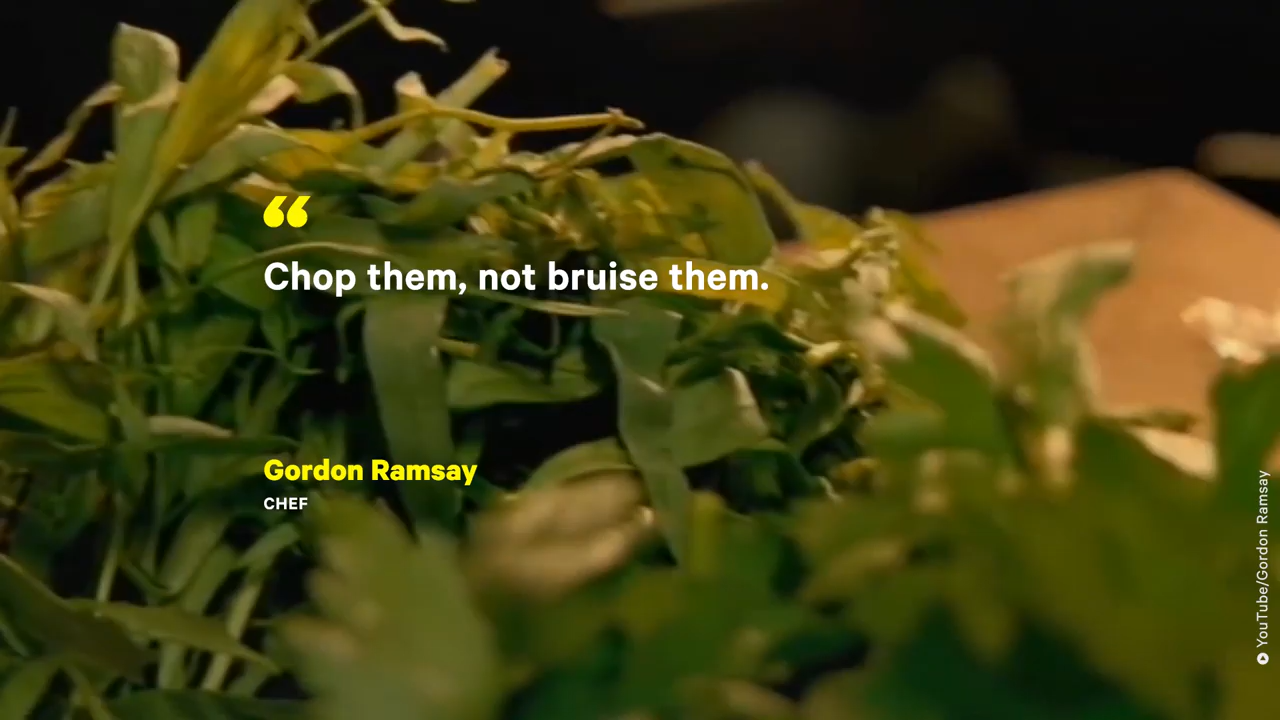 “
Chop them, not bruise them.
Gordon Ramsay
CHEF
YouTube/Gordon Ramsay